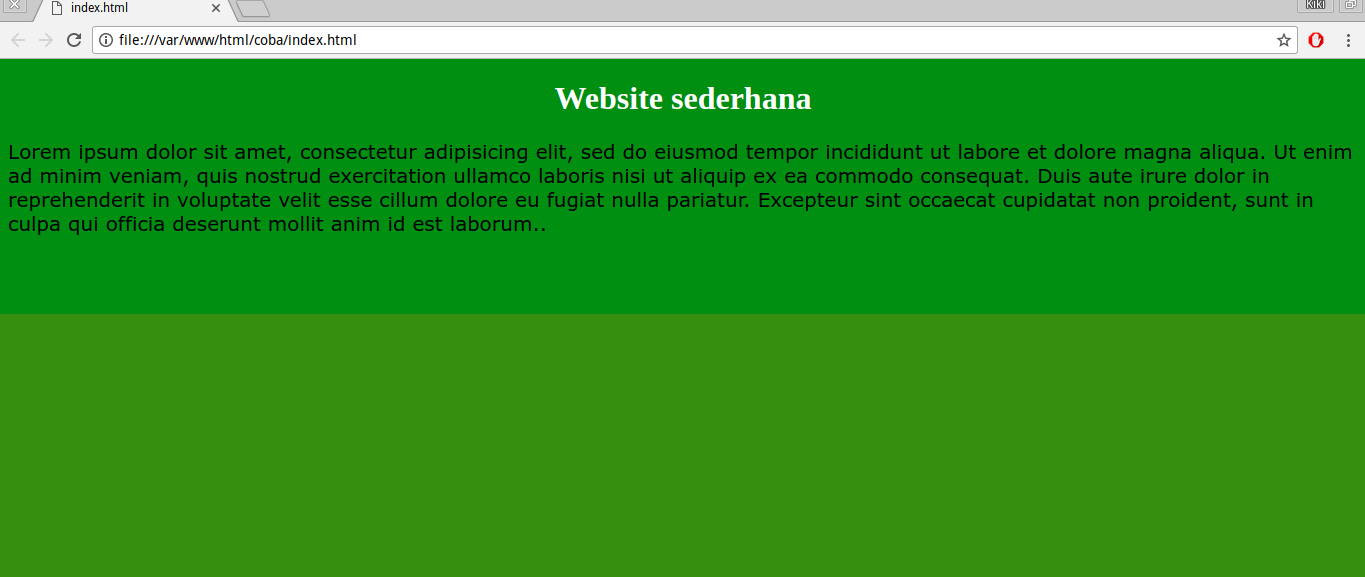 index.html
Kiki
file:///var/www/html/coba/index.html
Website sederhana
Lorem ipsum dolor sit amet, consectetur adipisicing elit, sed do eiusmod tempor incididunt ut labore et dolore magna aliqua. Ut enim
ad minim veniam, quis nostrud exercitation ullamco laboris nisi ut aliquip ex ea commodo consequat. Duis aute irure dolor in
reprehenderit in voluptate velit esse cillum dolore eu fugiat nulla pariatur. Excepteur sint occaecat cupidatat non proident, sunt in
culpa qui officia deserunt mollit anim id est laborum..